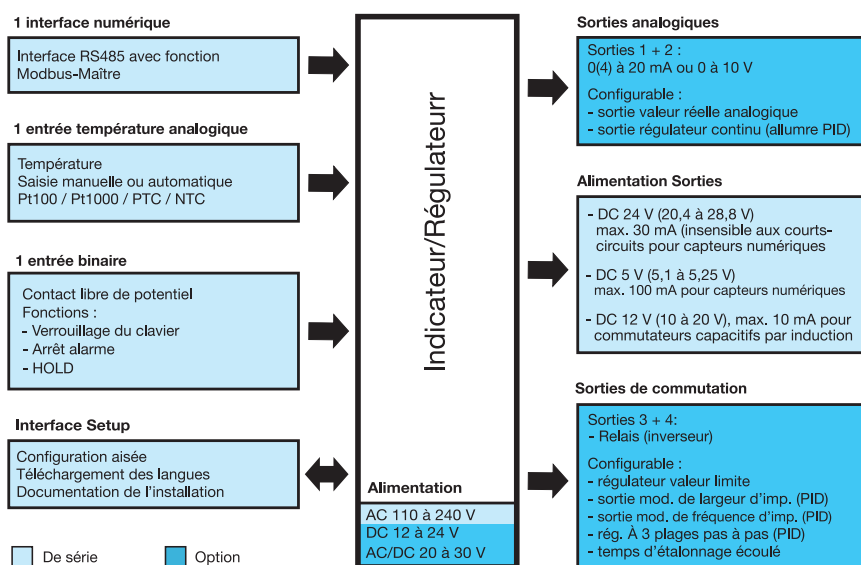 1 interface numérique
Interface RS485 avec fonction
Modbus-Maître
1 entrée température analogique
Température
Saisie manuelle ou automatique
Pt100 / Pt1000 / PTC / NTC
1 entrée binaire
Contact libre de potentiel
Fonctions :
- Verrouillage du clavier
- Arrêt alarme
- HOLD
Interface Setup
Configuration aisée
Téléchargement des langues
Documentation de l'installation
De série
Option
Indicateur/Régulateurr
Alimentation
AC 110 à 240 V
DC 12 à 24 V
AC/DC 20 à 30 V
Sorties analogiques
Sorties 1 + 2 :
0(4) à 20 mA ou 0 à 10 V
Configurable :
- sortie valeur réelle analogique
- sortie régulateur continu (allumre PID)
Alimentation Sorties
- DC 24 V (20,4 à 28,8 V)
max. 30 mA (insensible aux courts-
circuits pour capteurs numériques
- DC 5 V (5,1 à 5,25 V)
max. 100 mA pour capteurs numériques
- DC 12 V (10 à 20 V), max. 10 mA pour
commutateurs capacitifs par induction
Sorties de commutation
Sorties 3 + 4:
- Relais (inverseur)
Configurable :
- régulateur valeur limite
- sortie mod. de largeur d'imp. (PID)
- sortie mod. de fréquence d'imp. (PID)
- rég. À 3 plages pas à pas (PID)
- temps d'étalonnage écoulé